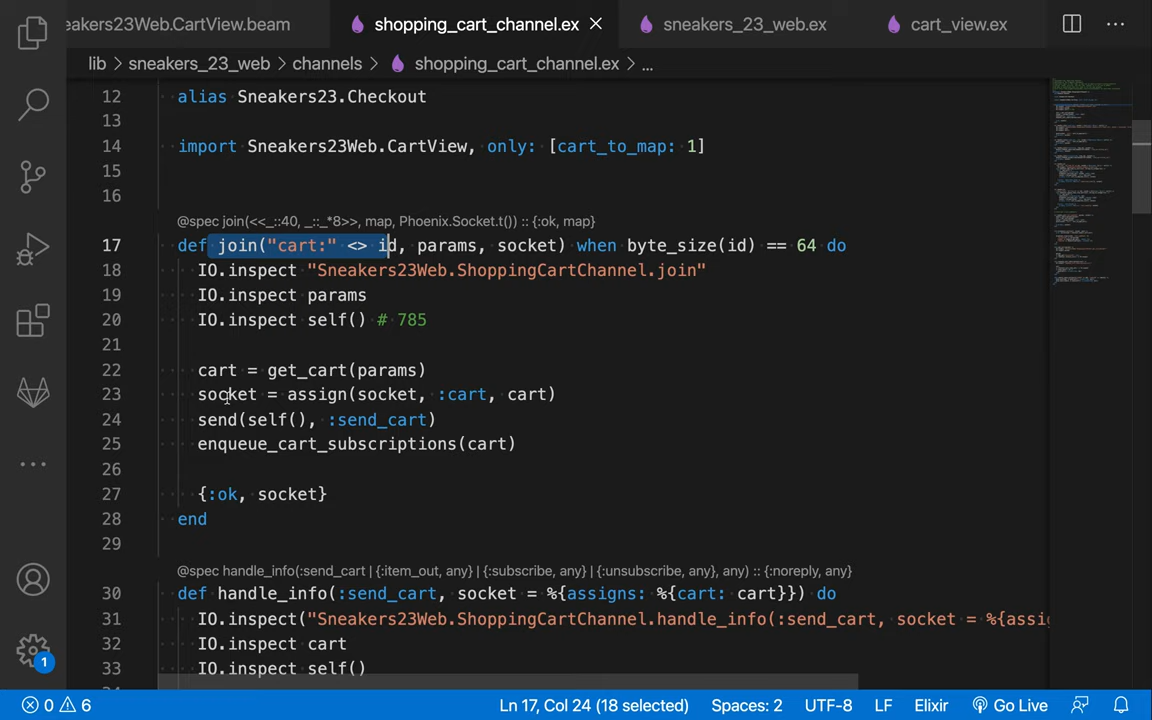 eakers23Web.CartView.beam shopping_cart_channel.ex sneakers_23_web.ex cart_view.ex
lib > sneakers_23_web > channels > shopping_cart_channel.ex > ...
12 alias Sneakers23.Checkout
13
14 import Sneakers23Web.CartView, only: [cart_to_map: 1]
15
16
@spec join(<<_::40, _::_*8>>, map, Phoenix.Socket.t()) :: {:ok, map}
17 def join("cart:" <> id, params, socket) when byte_size(id) == 64 do
18 IO.inspect "Sneakers23Web.ShoppingCartChannel.join"
19 IO.inspect params
20 IO.inspect self() # 785
21
22 cart = get_cart(params)
23 socket = assign(socket, :cart, cart)
24 send(self(), :send_cart)
25 enqueue_cart_subscriptions(cart)
26
27 {:ok, socket}
28 end
29
@spec handle_info(:send_cart | {:item_out, any} | {:subscribe, any} | {:unsubscribe, any}, any) :: {:noreply, any}
30 def handle_info(:send_cart, socket = %{assigns: %{cart: cart}}) do
31 IO.inspect("Sneakers23Web.ShoppingCartChannel.handle_info(:send_cart, socket = %{assig
32 IO.inspect cart
33 IO.inspect self()
1
0 6 Ln 17, Col 24 (18 selected) Spaces: 2 UTF-8 LF Elixir Go Live